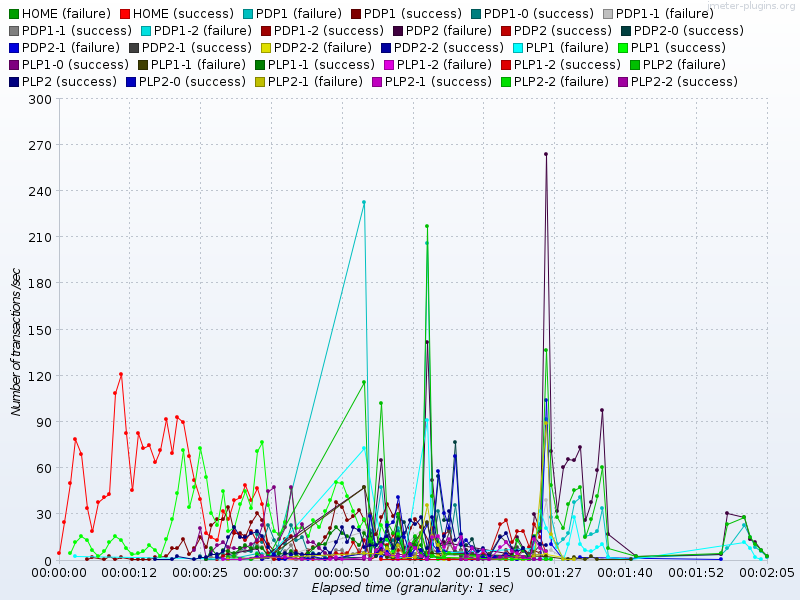 jmeter-plugins.org
HOME (failure) HOME (success) PDP1 (failure) PDP1 (success) PDP1-0 (success) PDP1-1 (failure)
PDP1-1 (success) PDP1-2 (failure) PDP1-2 (success) PDP2 (failure) PDP2 (success) PDP2-0 (success)
PDP2-1 (failure) PDP2-1 (success) PDP2-2 (failure) PDP2-2 (success) PLP1 (failure) PLP1 (success)
PLP1-0 (success) PLP1-1 (failure) PLP1-1 (success) PLP1-2 (failure) PLP1-2 (success) PLP2 (failure)
PLP2 (success) PLP2-0 (success) PLP2-1 (failure) PLP2-1 (success) PLP2-2 (failure) PLP2-2 (success)
300
270
240
210
180
150
120
90
60
30
0
Number of transactions /sec
00:00:00 00:00:12 00:00:25 00:00:37 00:00:50 00:01:02 00:01:15 00:01:27 00:01:40 00:01:52 00:02:05
Elapsed time (granularity: 1 sec)